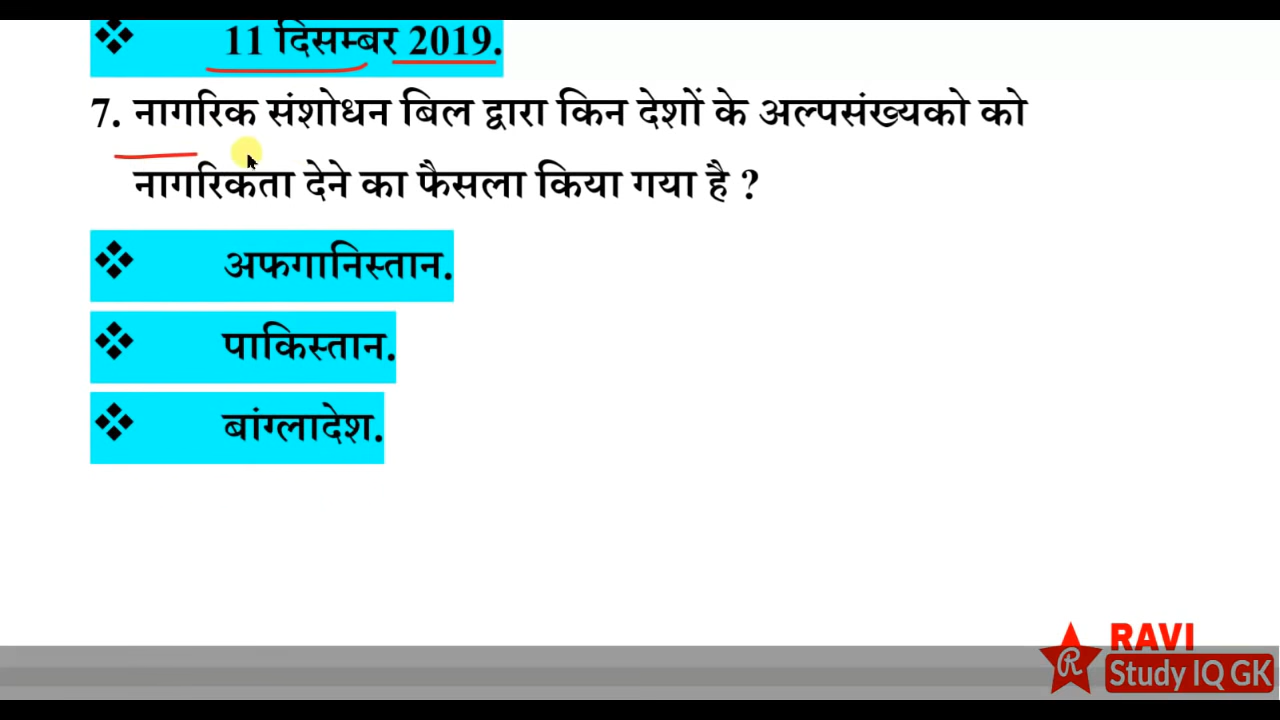 ❖ 11 दिसम्बर 2019.
7. नागरिक संशोधन बिल द्वारा किन देशों के अल्पसंख्यको को
नागरिकता देने का फैसला किया गया है ?
❖ अफगानिस्तान.
❖ पाकिस्तान.
❖ बांग्लादेश.
RAVI
R Study IQ GK